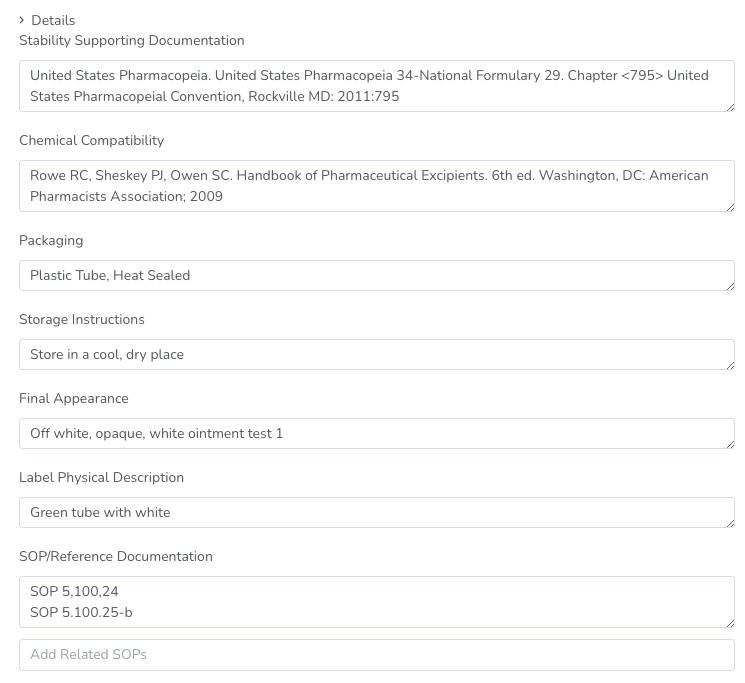 Details
Stability Supporting Documentation
United States Pharmacopeia. United States Pharmacopeia 34-National Formulary 29. Chapter <795> United
States Pharmacopeial Convention, Rockville MD: 2011:795
Chemical Compatibility
Rowe RC, Sheskey PJ, Owen SC. Handbook of Pharmaceutical Excipients. 6th ed. Washington, DC: American
Pharmacists Association; 2009
Packaging
Plastic Tube, Heat Sealed
Storage Instructions
Store in a cool, dry place
Final Appearance
Off white, opaque, white ointment test 1
Label Physical Description
Green tube with white
SOP/Reference Documentation
SOP 5,100,24
SOP 5.100.25-b
Add Related SOPs